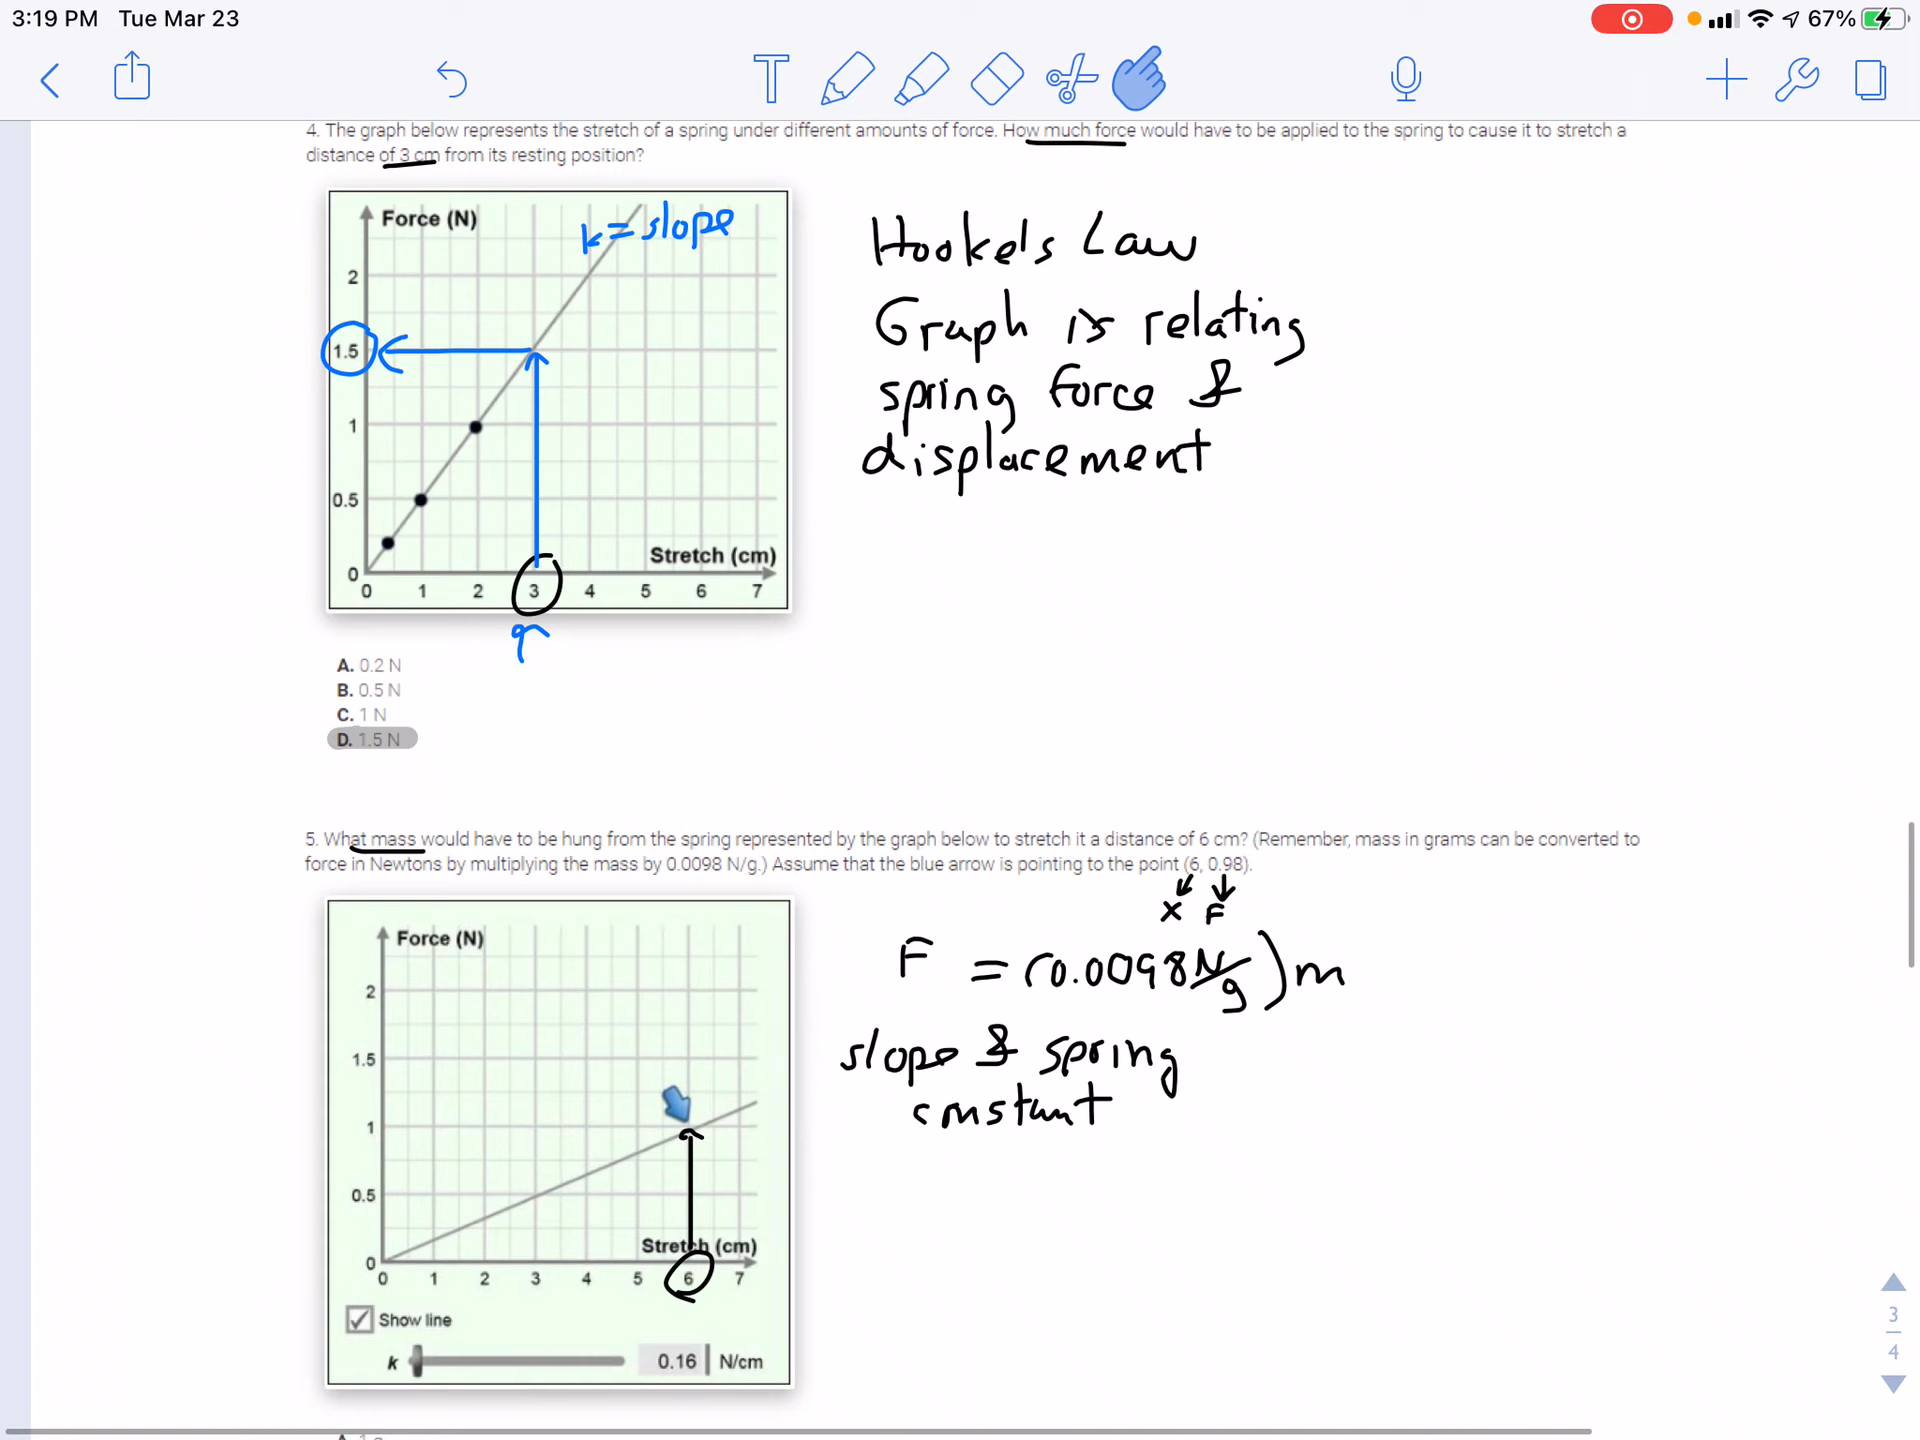 3:19 PM Tue Mar 23
67%
T
4. The graph below represents the stretch of a spring under different amounts of force. How much force would have to be applied to the spring to cause it to stretch a
distance of 3 cm from its resting position?
Force (N)
k = slope
2
1.5
1
0.5
0
Stretch (cm)
0 1 2 3 4 5 6 7
Hooke's Law
Graph is relating
spring force &
displacement
A. 0.2 N
B. 0.5 N
C. 1 N
D. 1.5 N
5. What mass would have to be hung from the spring represented by the graph below to stretch it a distance of 6 cm? (Remember, mass in grams can be converted to
force in Newtons by multiplying the mass by 0.0098 N/g.) Assume that the blue arrow is pointing to the point (6, 0.98).
x F
F = (0.0098 N/g) m
slope & spring
constant
Force (N)
2
1.5
1
0.5
0
Stretch (cm)
0 1 2 3 4 5 6 7
Show line
k 0.16 N/cm
3
4